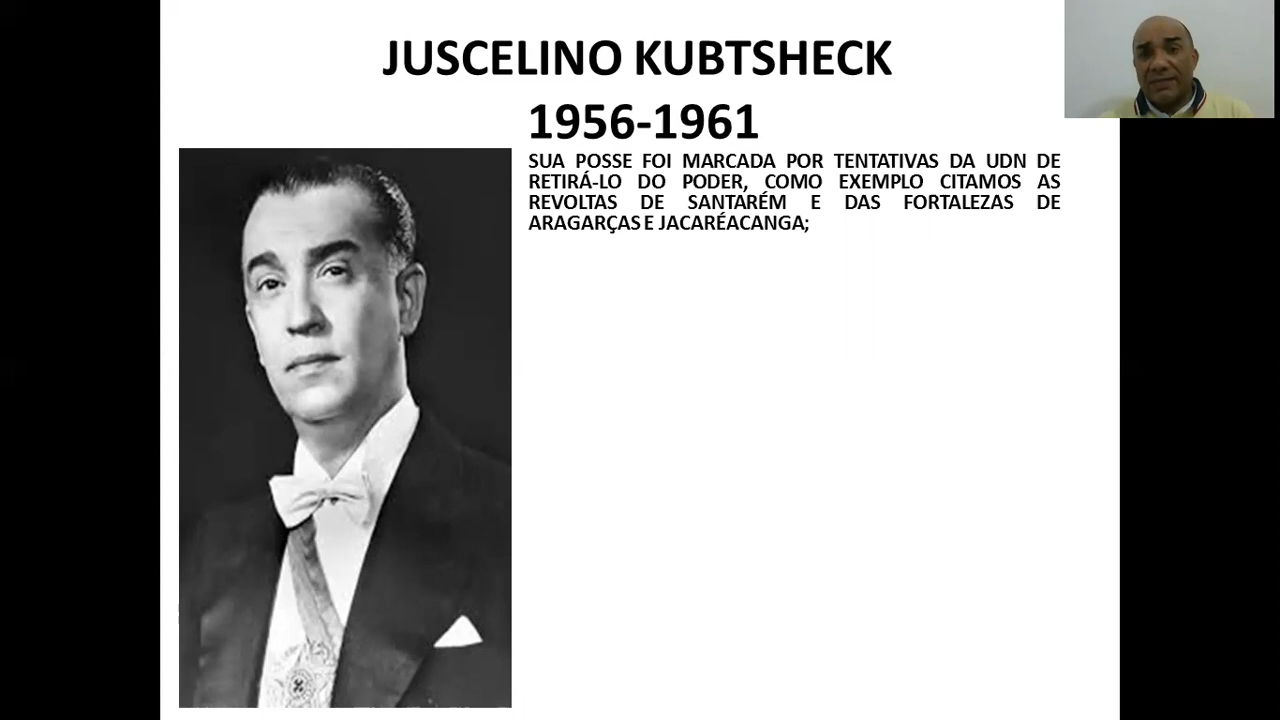 JUSCELINO KUBTSHECK
1956-1961
SUA POSSE FOI MARCADA POR TENTATIVAS DA UDN DE
RETIRÁ-LO DO PODER, COMO EXEMPLO CITAMOS AS
REVOLTAS DE SANTARÉM E DAS FORTALEZAS DE
ARAGARÇAS E JACARÉACANGA;